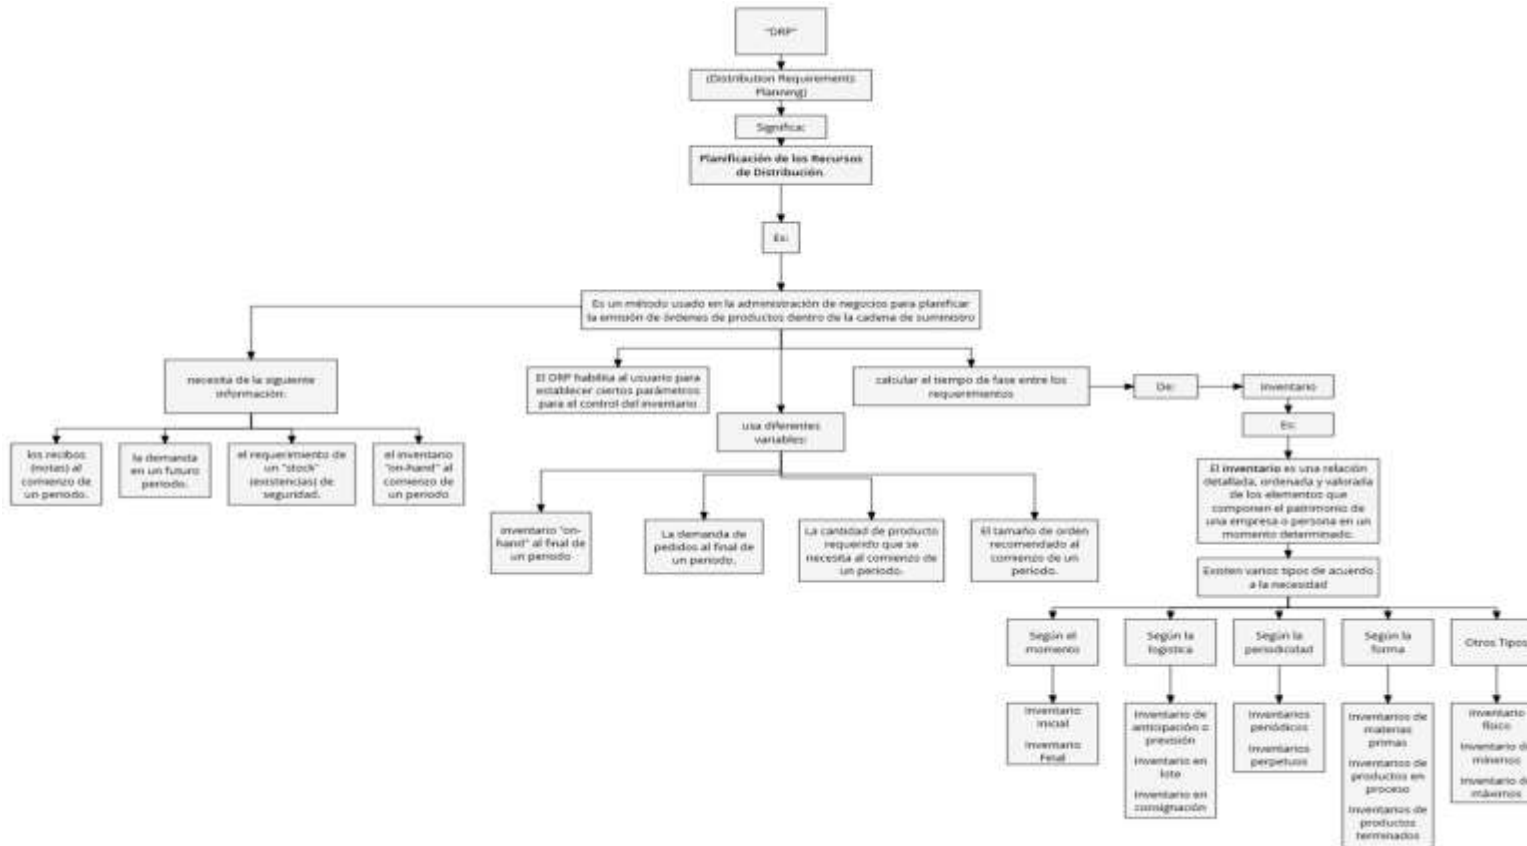 "DRP"
(Distribution Requirements
Planning)
Significa:
Planificación de los Recursos
de Distribución.
Es:
Es un método usado en la administración de negocios para planificar
la emisión de órdenes de productos dentro de la cadena de suministro
necesita de la siguiente
información:
los recibos
(notas) al
comienzo de
un periodo.
la demanda
en un futuro
periodo.
el requerimiento de
un "stock"
(existencias) de
seguridad.
el inventario
"on-hand" al
comienzo de
un periodo
El DRP habilita al usuario para
establecer ciertos parámetros
para el control del inventario
usa diferentes
variables:
inventario "on-
hand" al final de
un periodo
La demanda de
pedidos al final de
un periodo.
La cantidad de producto
requerido que se
necesita al comienzo de
un periodo.
El tamaño de orden
recomendado al
comienzo de un
periodo.
calcular el tiempo de fase entre los
requerimientos
De:
Inventario
Es:
El inventario es una relación
detallada, ordenada y valorada
de los elementos que
componen el patrimonio de
una empresa o persona en un
momento determinado.
Existen varios tipos de acuerdo
a la necesidad
Según el
momento
Inventario
Inicial
Inventario
Final
Según la
logística
Inventario de
anticipación o
previsión
Inventario en
lote
Inventario en
consignación
Según la
periodicidad
Inventarios
periódicos
Inventarios
perpetuos
Según la
forma
Inventarios de
materias
primas
Inventarios de
productos en
proceso
Inventarios de
productos
terminados
Otros Tipos
Inventario
físico
Inventario de
mínimos
Inventario de
máximos